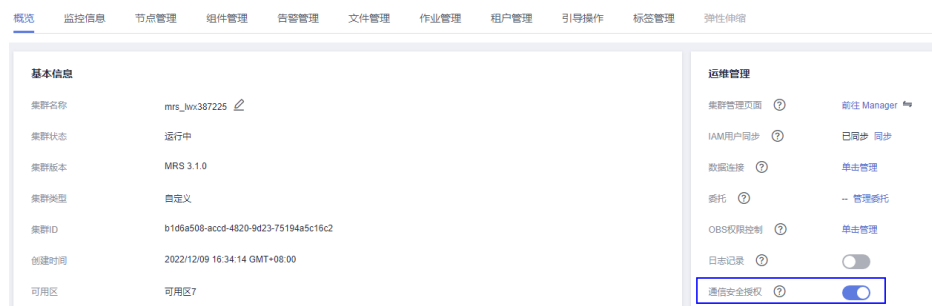 概览 监控信息 节点管理 组件管理 告警管理 文件管理 作业管理 租户管理 引导操作 标签管理 弹性伸缩
基本信息
集群名称 mrs_lwx387225
集群状态 运行中
集群版本 MRS 3.1.0
集群类型 自定义
集群ID b1d6a508-accd-4820-9d23-75194a5c16c2
创建时间 2022/12/09 16:34:14 GMT+08:00
可用区 可用区7
运维管理
集群管理页面 前往 Manager
IAM用户同步 已同步 同步
数据连接 单击管理
委托 -- 管理委托
OBS权限控制 单击管理
日志记录
通信安全授权